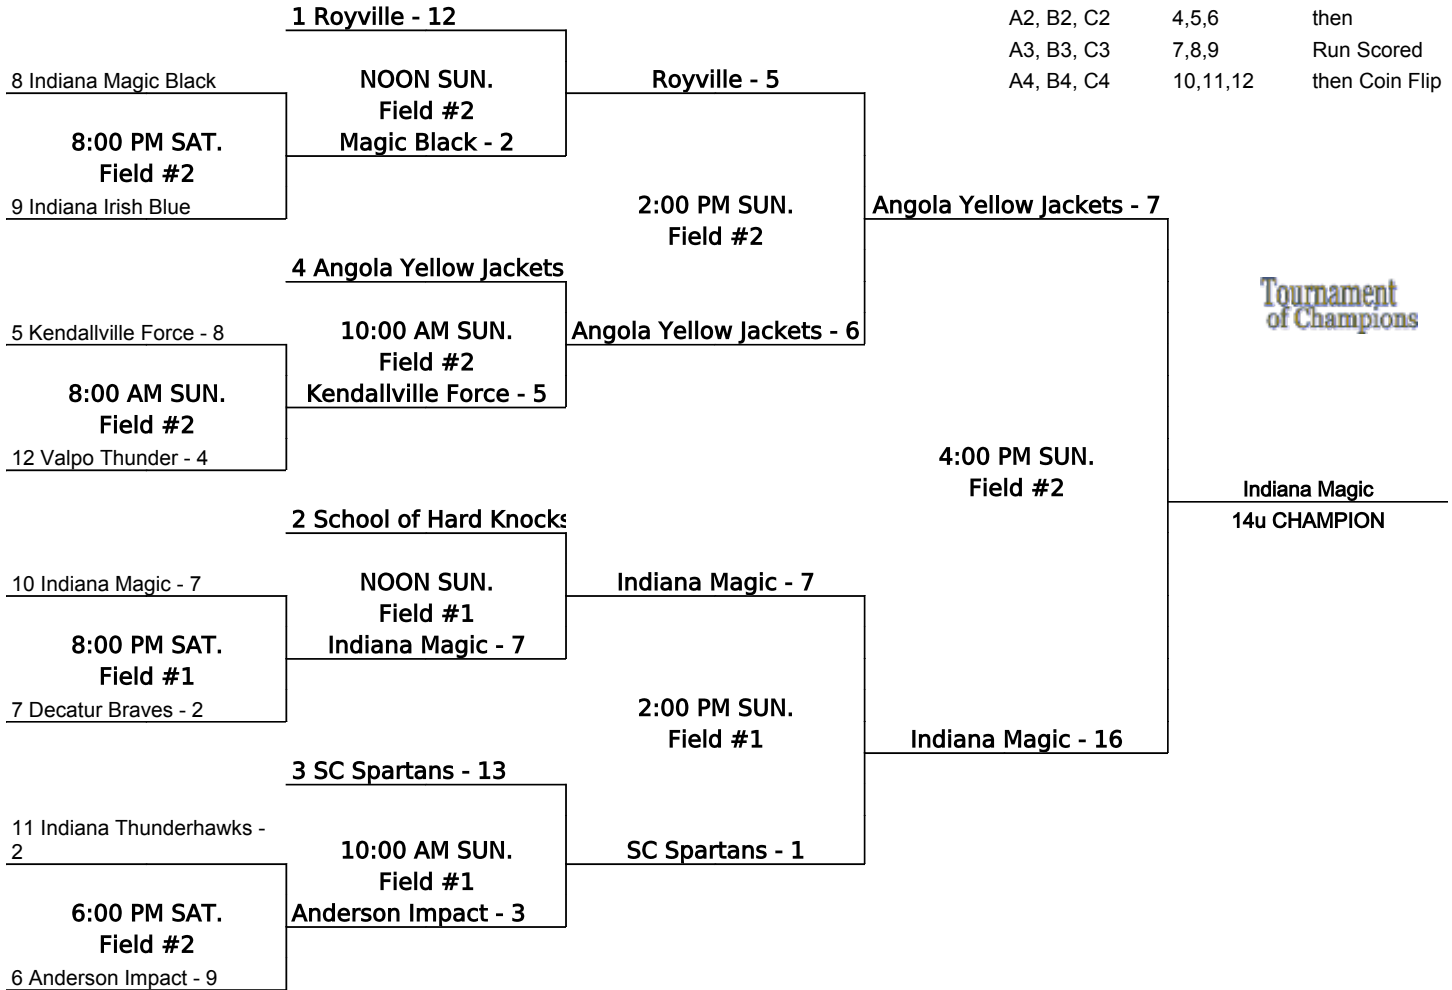 1 Royville - 12
A2, B2, C2 4,5,6 then
A3, B3, C3 7,8,9 Run Scored
8 Indiana Magic Black NOON SUN. Royville - 5 A4, B4, C4 10,11,12 then Coin Flip
Field #2
8:00 PM SAT. Magic Black - 2
Field #2
9 Indiana Irish Blue 2:00 PM SUN. Angola Yellow Jackets - 7
Field #2
4 Angola Yellow Jackets
Tournament
of Champions
5 Kendallville Force - 8 10:00 AM SUN. Angola Yellow Jackets - 6
Field #2
8:00 AM SUN. Kendallville Force - 5
Field #2
12 Valpo Thunder - 4 4:00 PM SUN.
Field #2 Indiana Magic
2 School of Hard Knocks 14u CHAMPION
10 Indiana Magic - 7 NOON SUN. Indiana Magic - 7
Field #1
8:00 PM SAT. Indiana Magic - 7
Field #1
7 Decatur Braves - 2 2:00 PM SUN.
Field #1 Indiana Magic - 16
3 SC Spartans - 13
11 Indiana Thunderhawks -
2 10:00 AM SUN. SC Spartans - 1
Field #1
6:00 PM SAT. Anderson Impact - 3
Field #2
6 Anderson Impact - 9